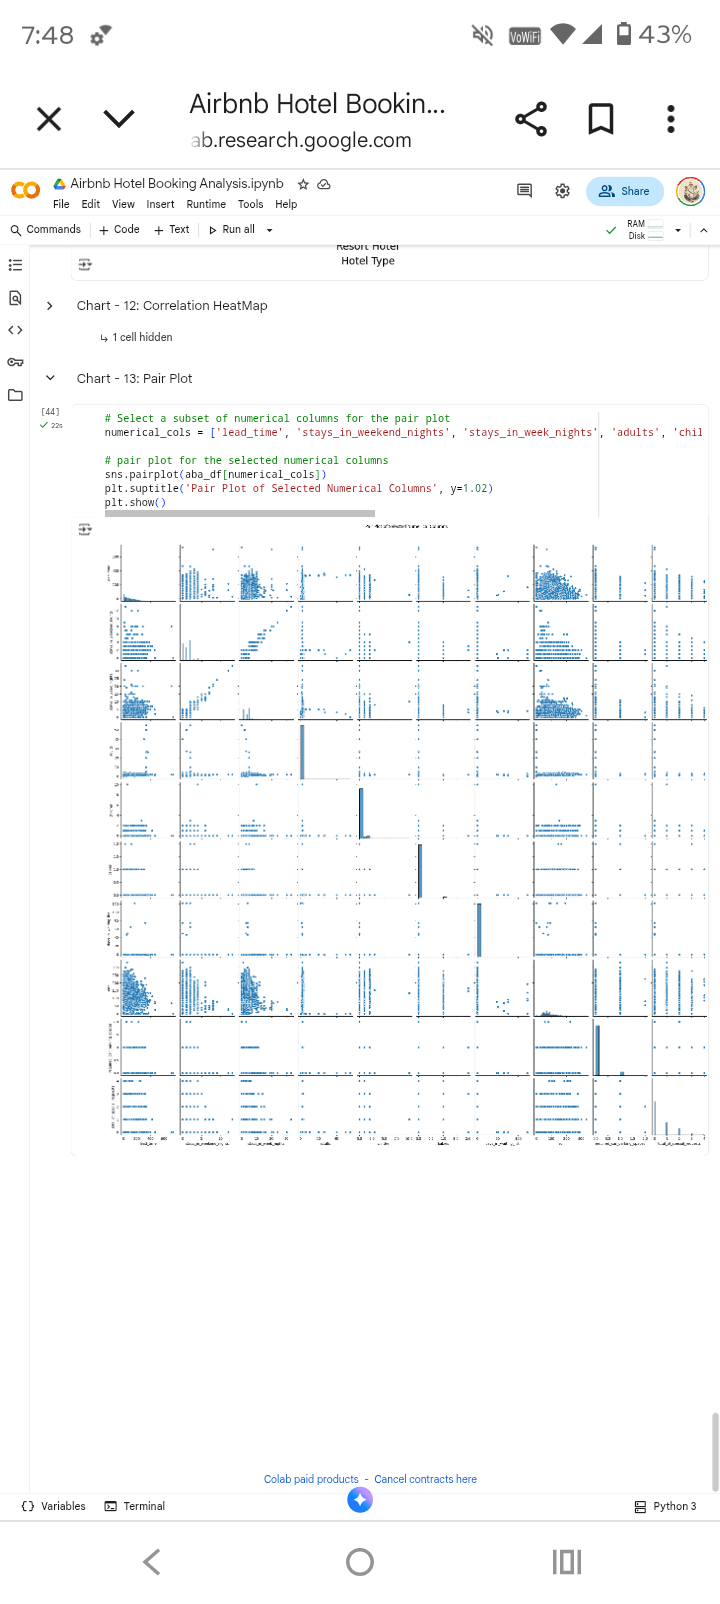 7:48
VoWiFi
43%
Airbnb Hotel Bookin...
ab.research.google.com
Airbnb Hotel Booking Analysis.ipynb
Share
File Edit View Insert Runtime Tools Help
Commands + Code + Text Run all
RAM
Disk
Resort Hotel
Hotel Type
Chart - 12: Correlation HeatMap
1 cell hidden
Chart - 13: Pair Plot
[44]
22s
# Select a subset of numerical columns for the pair plot
numerical_cols = ['lead_time', 'stays_in_weekend_nights', 'stays_in_week_nights', 'adults', 'chil
# pair plot for the selected numerical columns
sns.pairplot(aba_df[numerical_cols])
plt.suptitle('Pair Plot of Selected Numerical Columns', y=1.02)
plt.show()
Colab paid products - Cancel contracts here
Variables Terminal Python 3